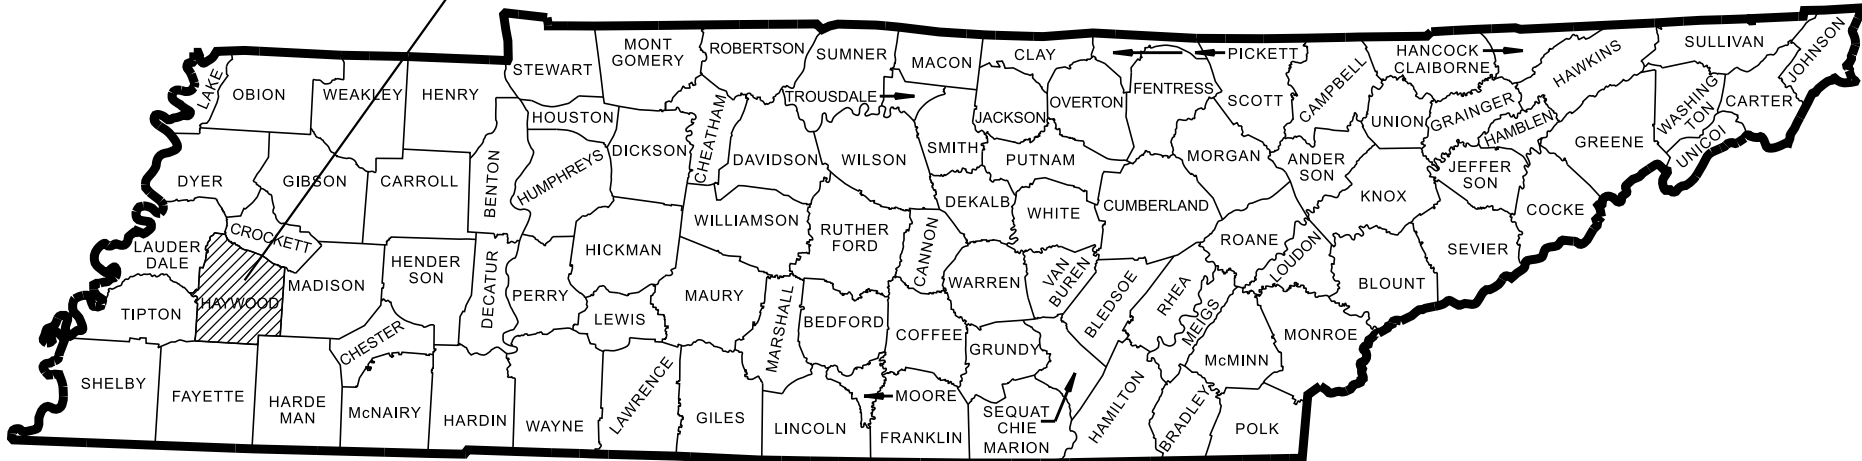 LAKE
OBION
WEAKLEY
HENRY
STEWART
MONT
GOMERY
ROBERTSON
SUMNER
MACON
CLAY
PICKETT
HANCOCK
CLAIBORNE
HAWKINS
SULLIVAN
JOHNSON
HOUSTON
TROUSDALE
JACKSON
OVERTON
FENTRESS
SCOTT
CAMPBELL
UNION
GRAINGER
HAMBLEN
WASHING
TON
CARTER
UNICOI
GREENE
DYER
GIBSON
CARROLL
BENTON
HUMPHREYS
DICKSON
CHEATHAM
DAVIDSON
WILSON
SMITH
PUTNAM
MORGAN
ANDER
SON
KNOX
JEFFER
SON
COCKE
LAUDER
DALE
CROCKETT
HENDER
SON
DECATUR
HICKMAN
WILLIAMSON
RUTHER
FORD
CANNON
DEKALB
WHITE
CUMBERLAND
ROANE
LOUDON
SEVIER
BLOUNT
TIPTON
HAYWOOD
MADISON
PERRY
LEWIS
MAURY
MARSHALL
BEDFORD
COFFEE
WARREN
VAN
BUREN
BLEDSOE
RHEA
MEIGS
McMINN
MONROE
SHELBY
FAYETTE
HARDE
MAN
CHESTER
McNAIRY
HARDIN
WAYNE
LAWRENCE
GILES
LINCOLN
MOORE
FRANKLIN
GRUNDY
SEQUAT
CHIE
MARION
HAMILTON
BRADLEY
POLK